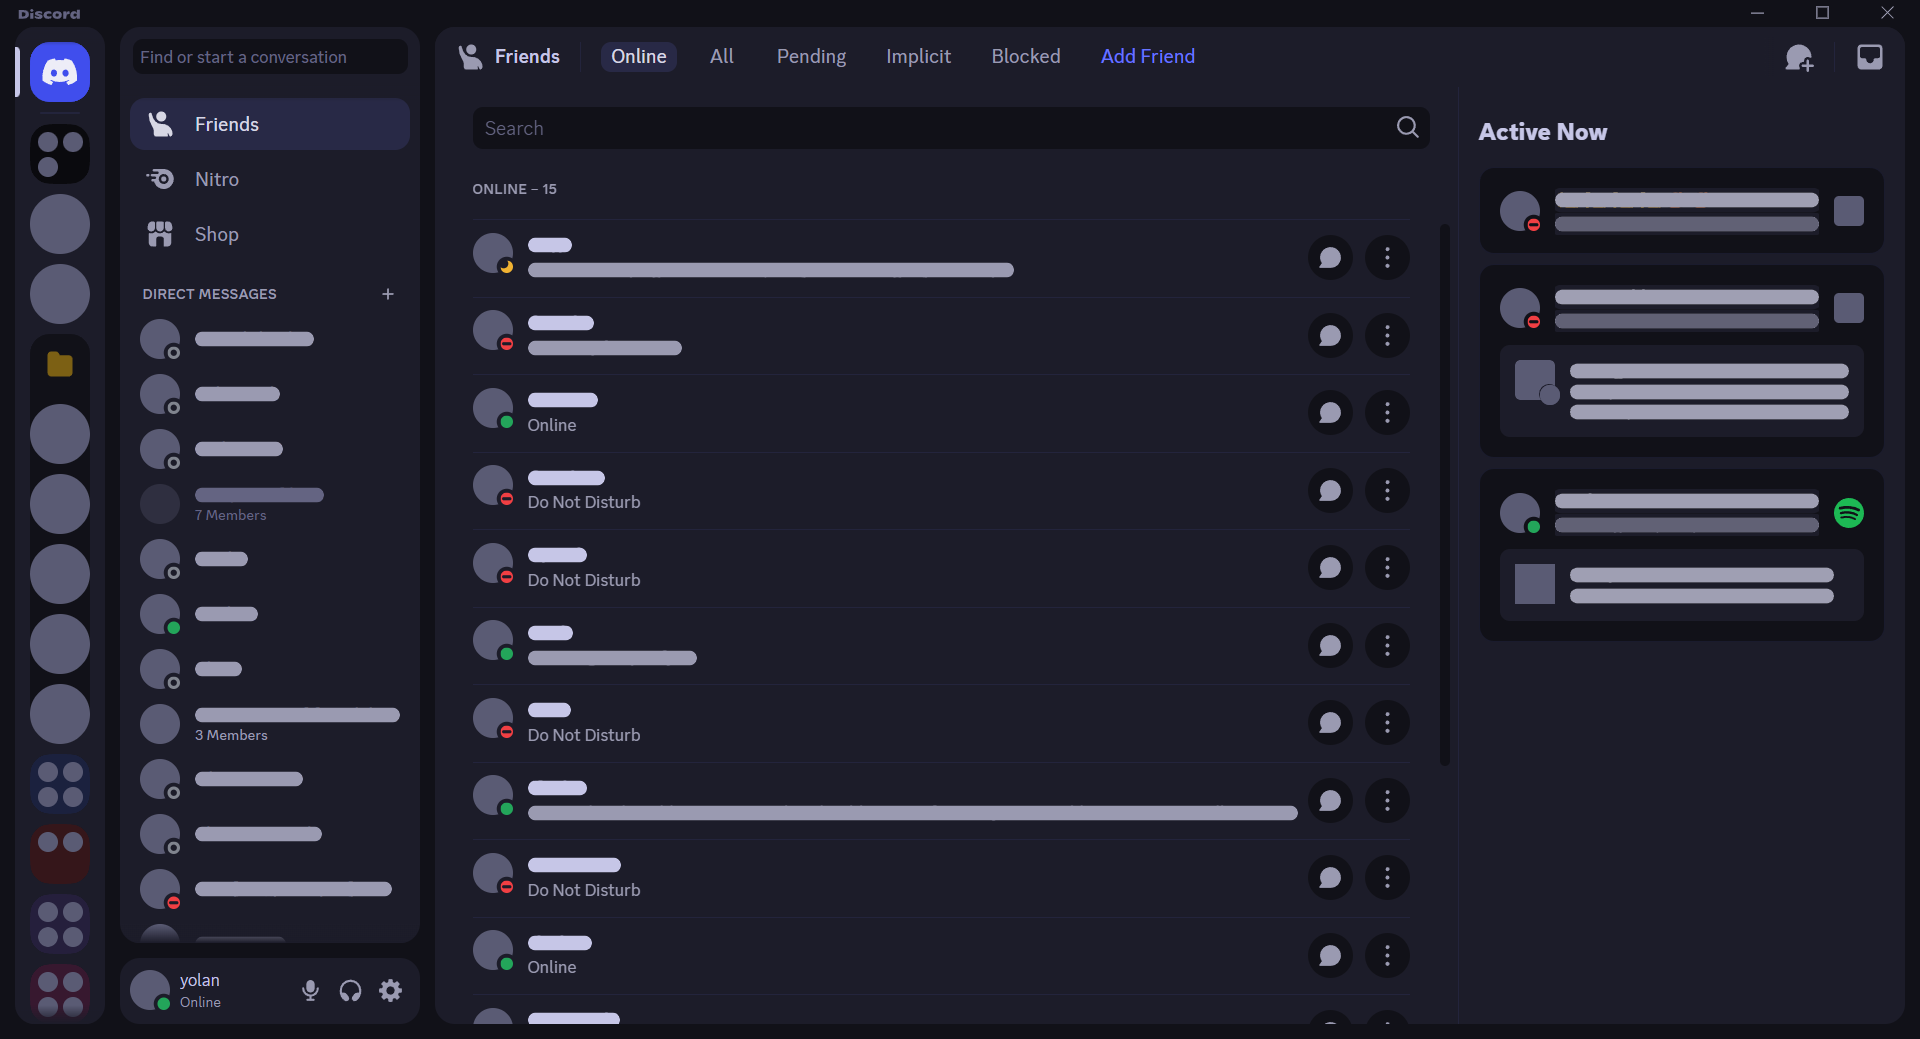 Discord
Find or start a conversation
Friends
Nitro
Shop
DIRECT MESSAGES
7 Members
3 Members
yolan
Online
Friends
Online
All
Pending
Implicit
Blocked
Add Friend
Search
ONLINE – 15
Online
Do Not Disturb
Do Not Disturb
Do Not Disturb
Do Not Disturb
Online
Active Now